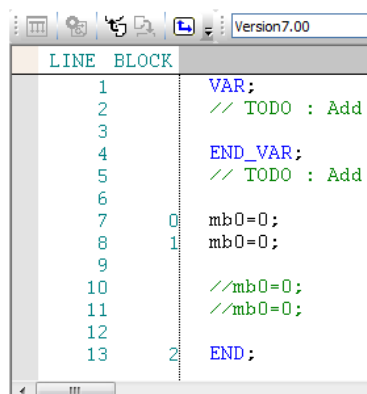 Version7.00
LINE BLOCK
1 VAR;
2 // TODO : Add
3
4 END_VAR;
5 // TODO : Add
6
7 0 mb0=0;
8 1 mb0=0;
9
10 //mb0=0;
11 //mb0=0;
12
13 2 END;